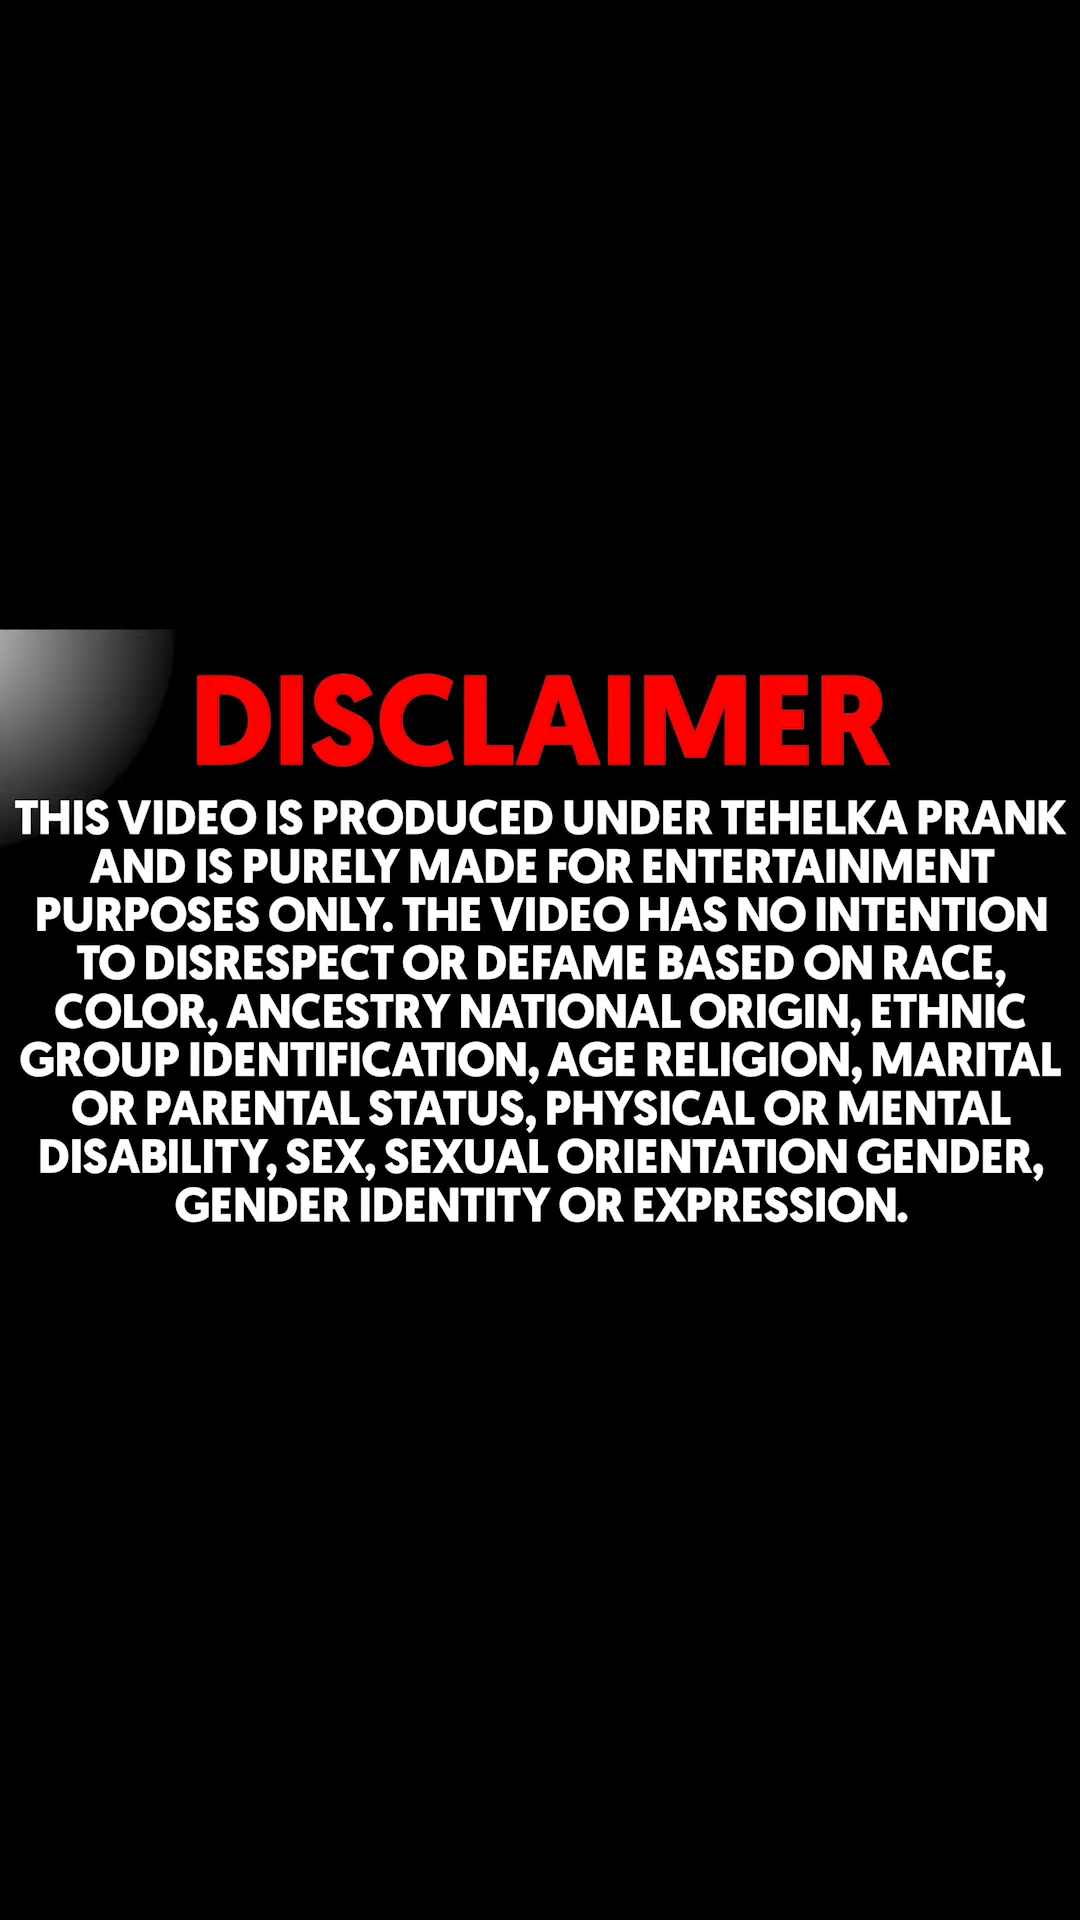 DISCLAIMER
THIS VIDEO IS PRODUCED UNDER TEHELKA PRANK
AND IS PURELY MADE FOR ENTERTAINMENT
PURPOSES ONLY. THE VIDEO HAS NO INTENTION
TO DISRESPECT OR DEFAME BASED ON RACE,
COLOR, ANCESTRY NATIONAL ORIGIN, ETHNIC
GROUP IDENTIFICATION, AGE RELIGION, MARITAL
OR PARENTAL STATUS, PHYSICAL OR MENTAL
DISABILITY, SEX, SEXUAL ORIENTATION GENDER,
GENDER IDENTITY OR EXPRESSION.